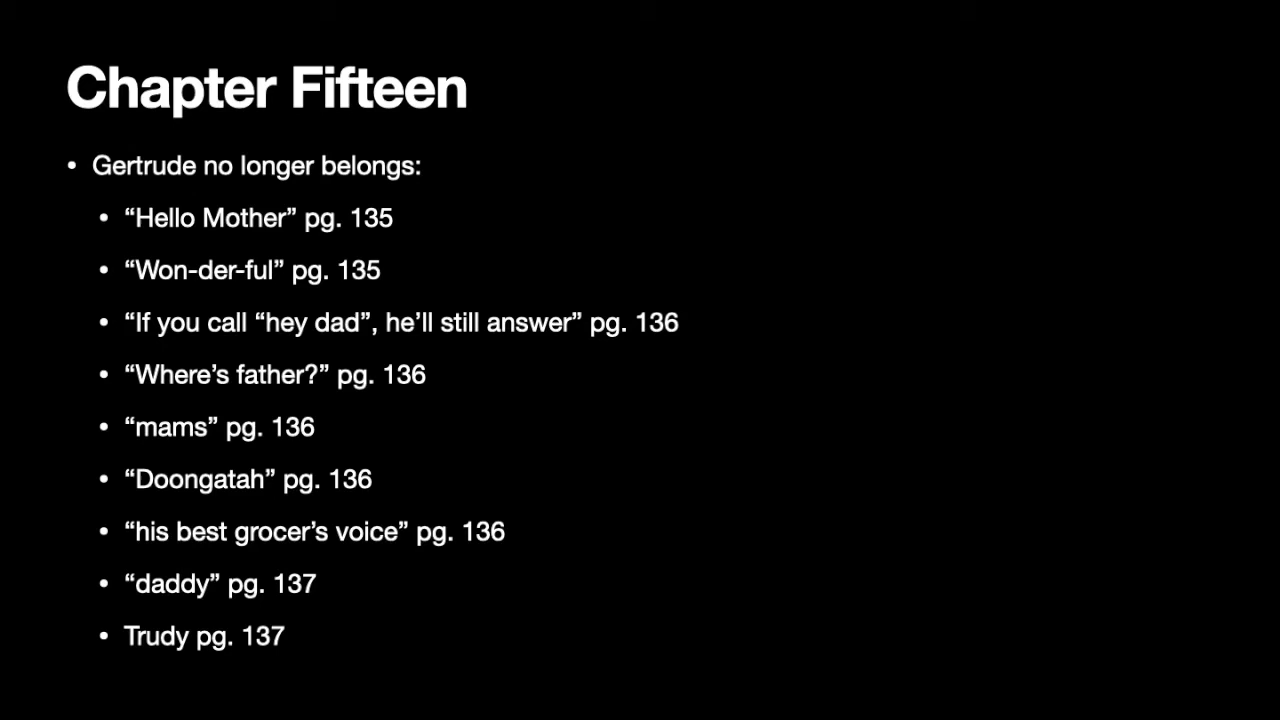 Chapter Fifteen
• Gertrude no longer belongs:
• “Hello Mother” pg. 135
• “Won-der-ful” pg. 135
• “If you call “hey dad”, he’ll still answer” pg. 136
• “Where’s father?” pg. 136
• “mams” pg. 136
• “Doongatah” pg. 136
• “his best grocer’s voice” pg. 136
• “daddy” pg. 137
• Trudy pg. 137